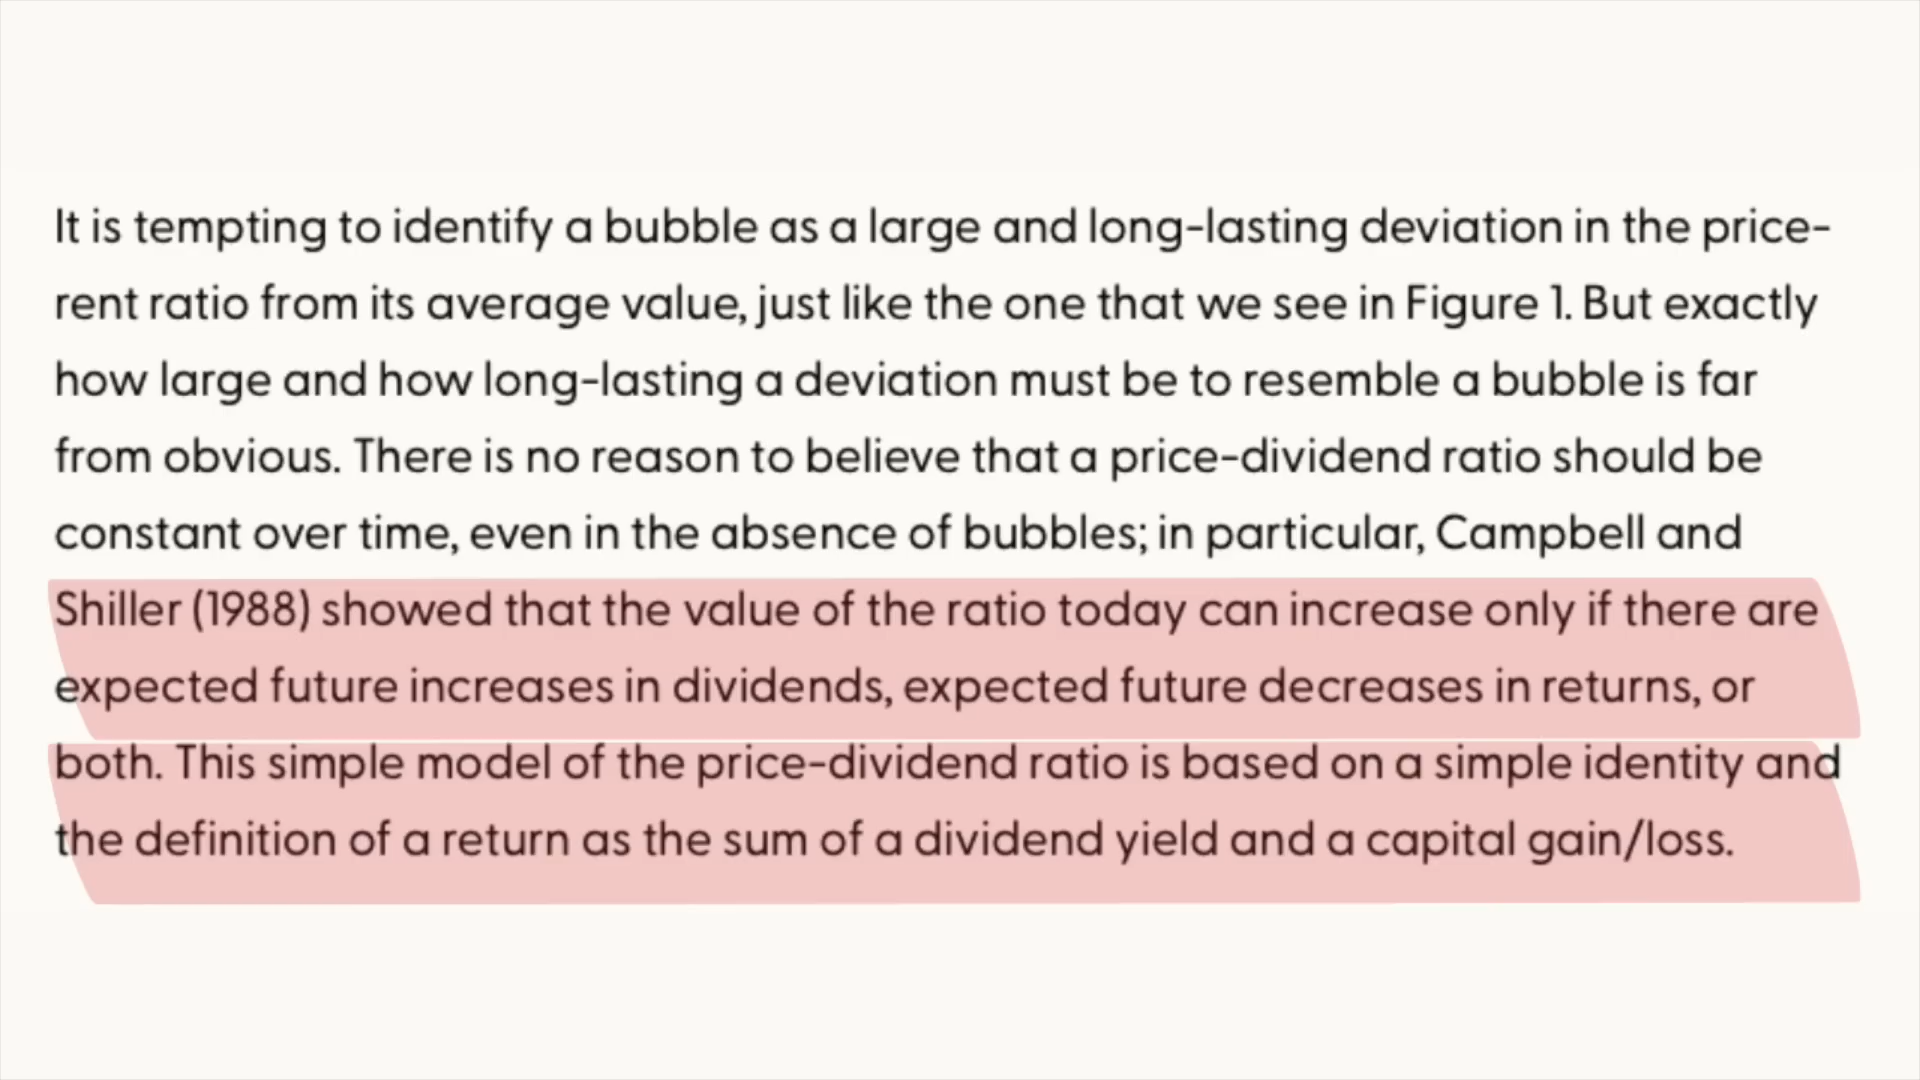 It is tempting to identify a bubble as a large and long-lasting deviation in the price-
rent ratio from its average value, just like the one that we see in Figure 1. But exactly
how large and how long-lasting a deviation must be to resemble a bubble is far
from obvious. There is no reason to believe that a price-dividend ratio should be
constant over time, even in the absence of bubbles; in particular, Campbell and
Shiller (1988) showed that the value of the ratio today can increase only if there are
expected future increases in dividends, expected future decreases in returns, or
both. This simple model of the price-dividend ratio is based on a simple identity and
the definition of a return as the sum of a dividend yield and a capital gain/loss.